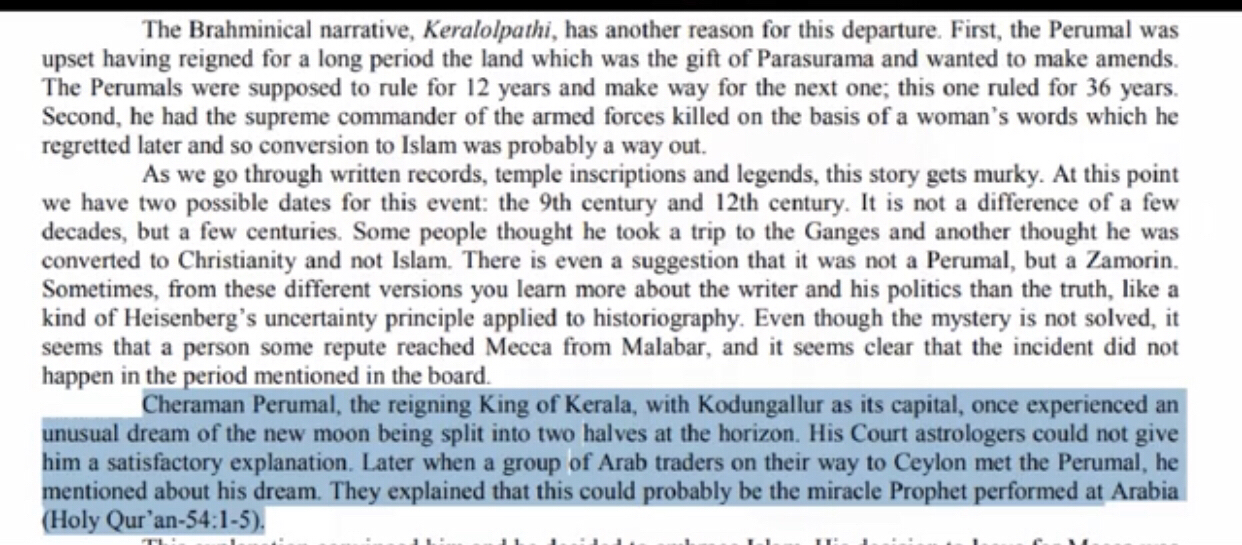 The Brahminical narrative, Keralolpathi, has another reason for this departure. First, the Perumal was
upset having reigned for a long period the land which was the gift of Parasurama and wanted to make amends.
The Perumals were supposed to rule for 12 years and make way for the next one; this one ruled for 36 years.
Second, he had the supreme commander of the armed forces killed on the basis of a woman's words which he
regretted later and so conversion to Islam was probably a way out.
As we go through written records, temple inscriptions and legends, this story gets murky. At this point
we have two possible dates for this event: the 9th century and 12th century. It is not a difference of a few
decades, but a few centuries. Some people thought he took a trip to the Ganges and another thought he was
converted to Christianity and not Islam. There is even a suggestion that it was not a Perumal, but a Zamorin.
Sometimes, from these different versions you learn more about the writer and his politics than the truth, like a
kind of Heisenberg's uncertainty principle applied to historiography. Even though the mystery is not solved, it
seems that a person some repute reached Mecca from Malabar, and it seems clear that the incident did not
happen in the period mentioned in the board.
Cheraman Perumal, the reigning King of Kerala, with Kodungallur as its capital, once experienced an
unusual dream of the new moon being split into two halves at the horizon. His Court astrologers could not give
him a satisfactory explanation. Later when a group of Arab traders on their way to Ceylon met the Perumal, he
mentioned about his dream. They explained that this could probably be the miracle Prophet performed at Arabia
(Holy Qur'an-54:1-5).